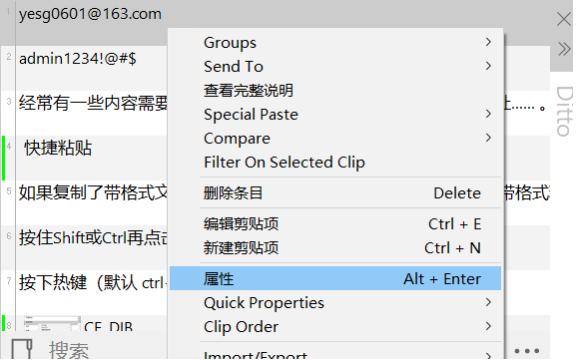 yesg0601@163.com
admin1234!@#$
经常有一些内容需要
止...... 。
快捷粘贴
如果复制了带格式文
带格式
按住Shift或Ctrl再点击
按下热键（默认 ctrl
CF_DIB
搜索
Ditto
Groups
Send To
查看完整说明
Special Paste
Compare
Filter On Selected Clip
删除条目 Delete
编辑剪贴项 Ctrl + E
新建剪贴项 Ctrl + N
属性 Alt + Enter
Quick Properties
Clip Order
Import/Export
1
2
3
4
5
6
7
8